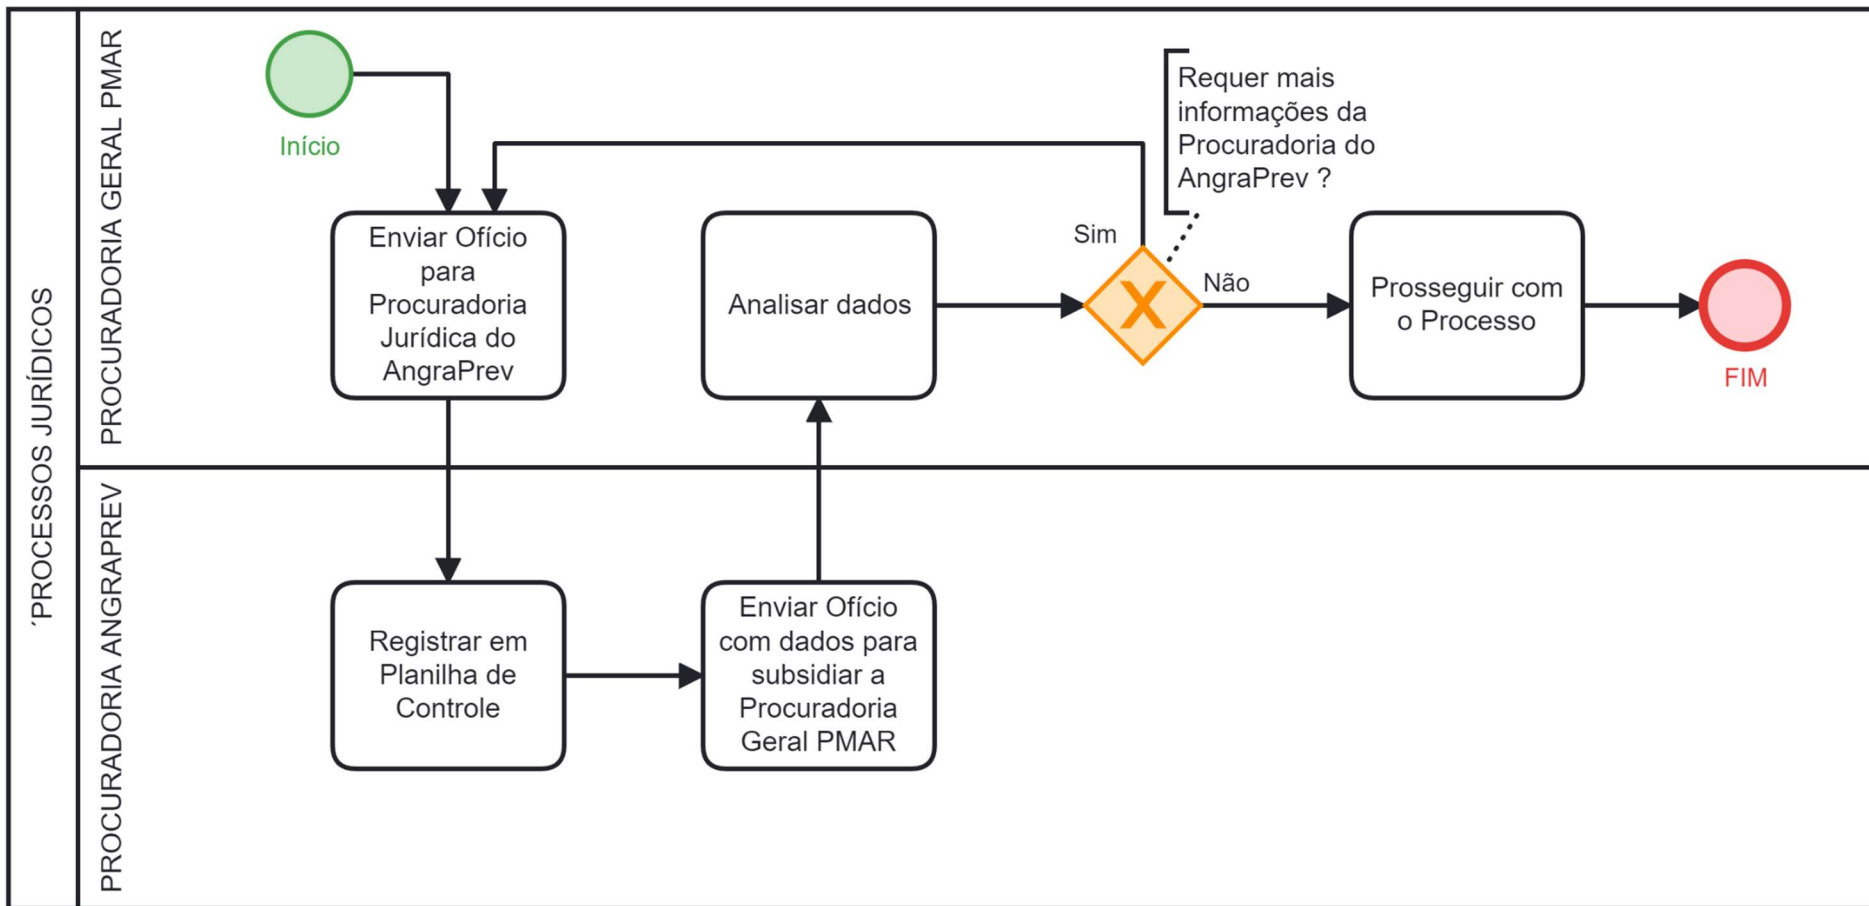 ´PROCESSOS JURÍDICOS
PROCURADORIA GERAL PMAR
Início
Enviar Ofício
para
Procuradoria
Jurídica do
AngraPrev
Analisar dados
Sim
Requer mais
informações da
Procuradoria do
AngraPrev ?
Não
Prosseguir com
o Processo
FIM
PROCURADORIA ANGRAPREV
Registrar em
Planilha de
Controle
Enviar Ofício
com dados para
subsidiar a
Procuradoria
Geral PMAR